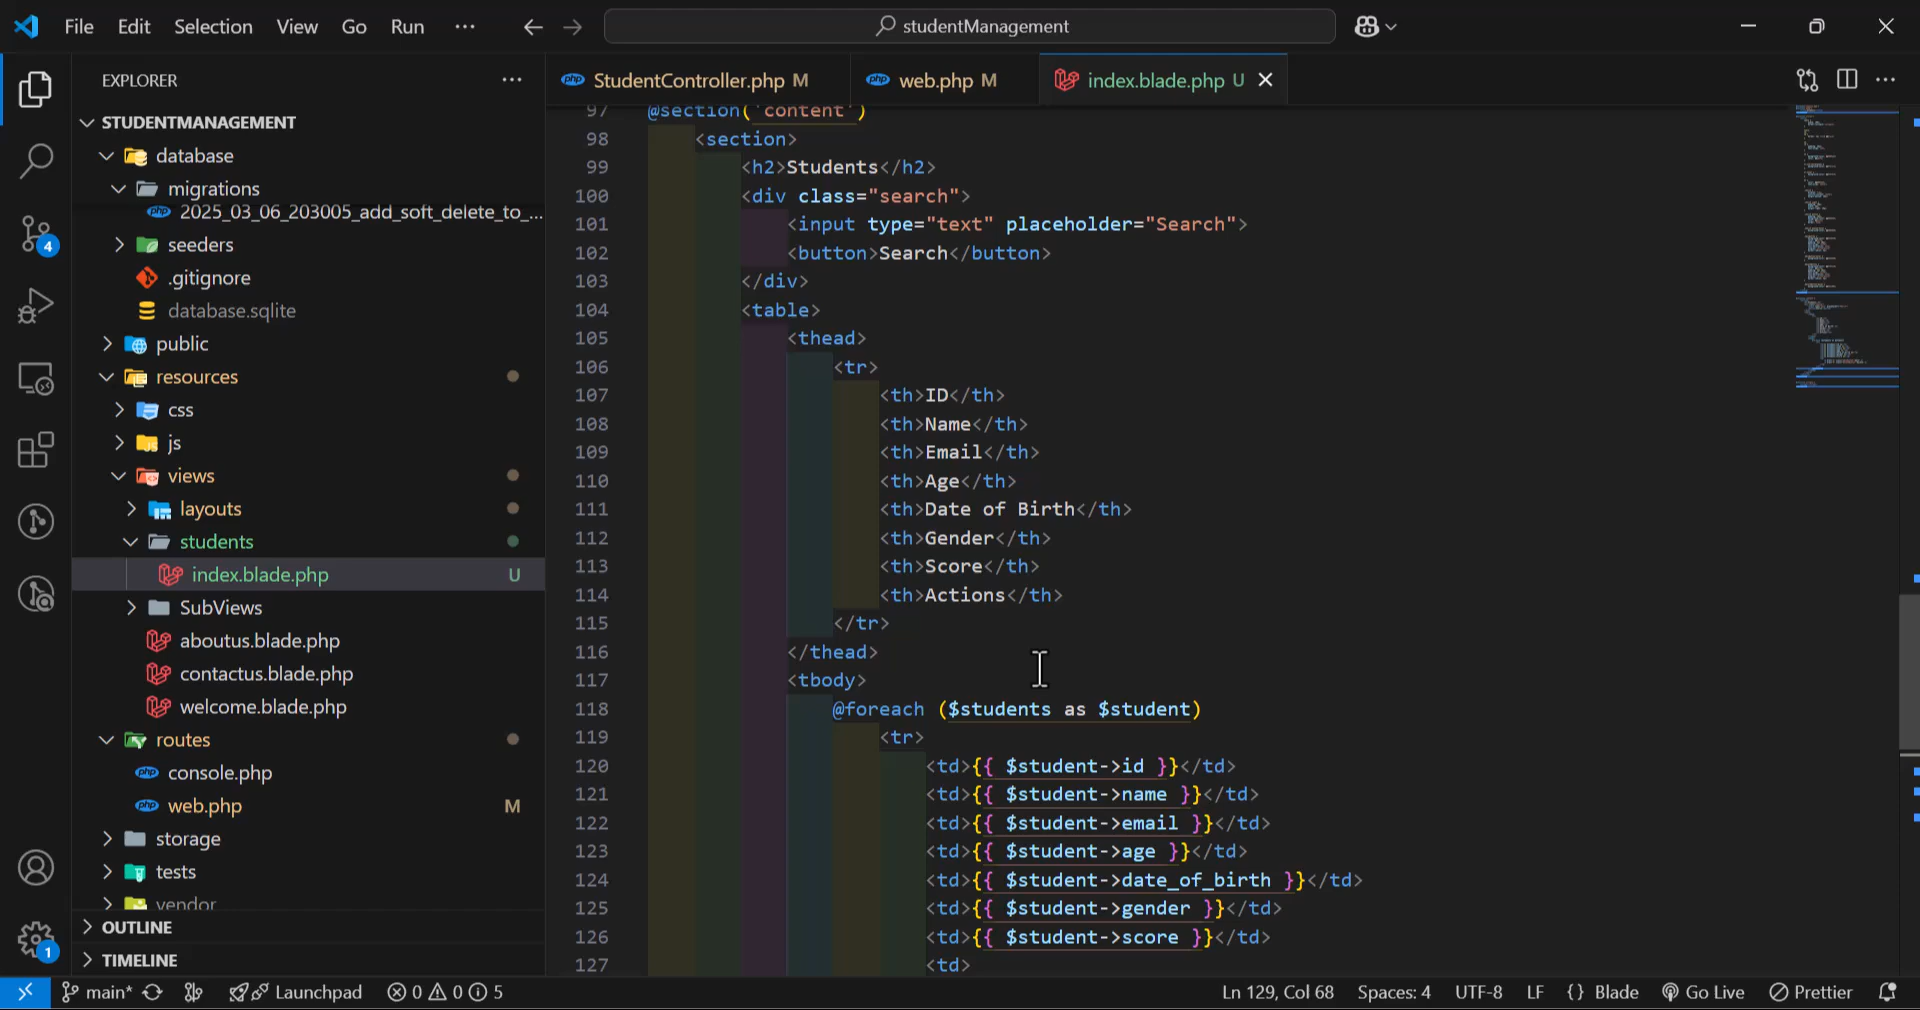 File Edit Selection View Go Run ··· studentManagement
EXPLORER ···
STUDENTMANAGEMENT
database
migrations
2025_03_06_203005_add_soft_delete_to_...
seeders
.gitignore
database.sqlite
public
resources
css
js
views
layouts
students
index.blade.php U
SubViews
aboutus.blade.php
contactus.blade.php
welcome.blade.php
routes
console.php
web.php M
storage
tests
vendor
OUTLINE
TIMELINE
4
1
StudentController.php M web.php M index.blade.php U
97 @section('content')
98 <section>
99 <h2>Students</h2>
100 <div class="search">
101 <input type="text" placeholder="Search">
102 <button>Search</button>
103 </div>
104 <table>
105 <thead>
106 <tr>
107 <th>ID</th>
108 <th>Name</th>
109 <th>Email</th>
110 <th>Age</th>
111 <th>Date of Birth</th>
112 <th>Gender</th>
113 <th>Score</th>
114 <th>Actions</th>
115 </tr>
116 </thead>
117 <tbody>
118 @foreach ($students as $student)
119 <tr>
120 <td>{{ $student->id }}</td>
121 <td>{{ $student->name }}</td>
122 <td>{{ $student->email }}</td>
123 <td>{{ $student->age }}</td>
124 <td>{{ $student->date_of_birth }}</td>
125 <td>{{ $student->gender }}</td>
126 <td>{{ $student->score }}</td>
127 <td>
main* Launchpad 0 0 5 Ln 129, Col 68 Spaces: 4 UTF-8 LF {} Blade Go Live Prettier